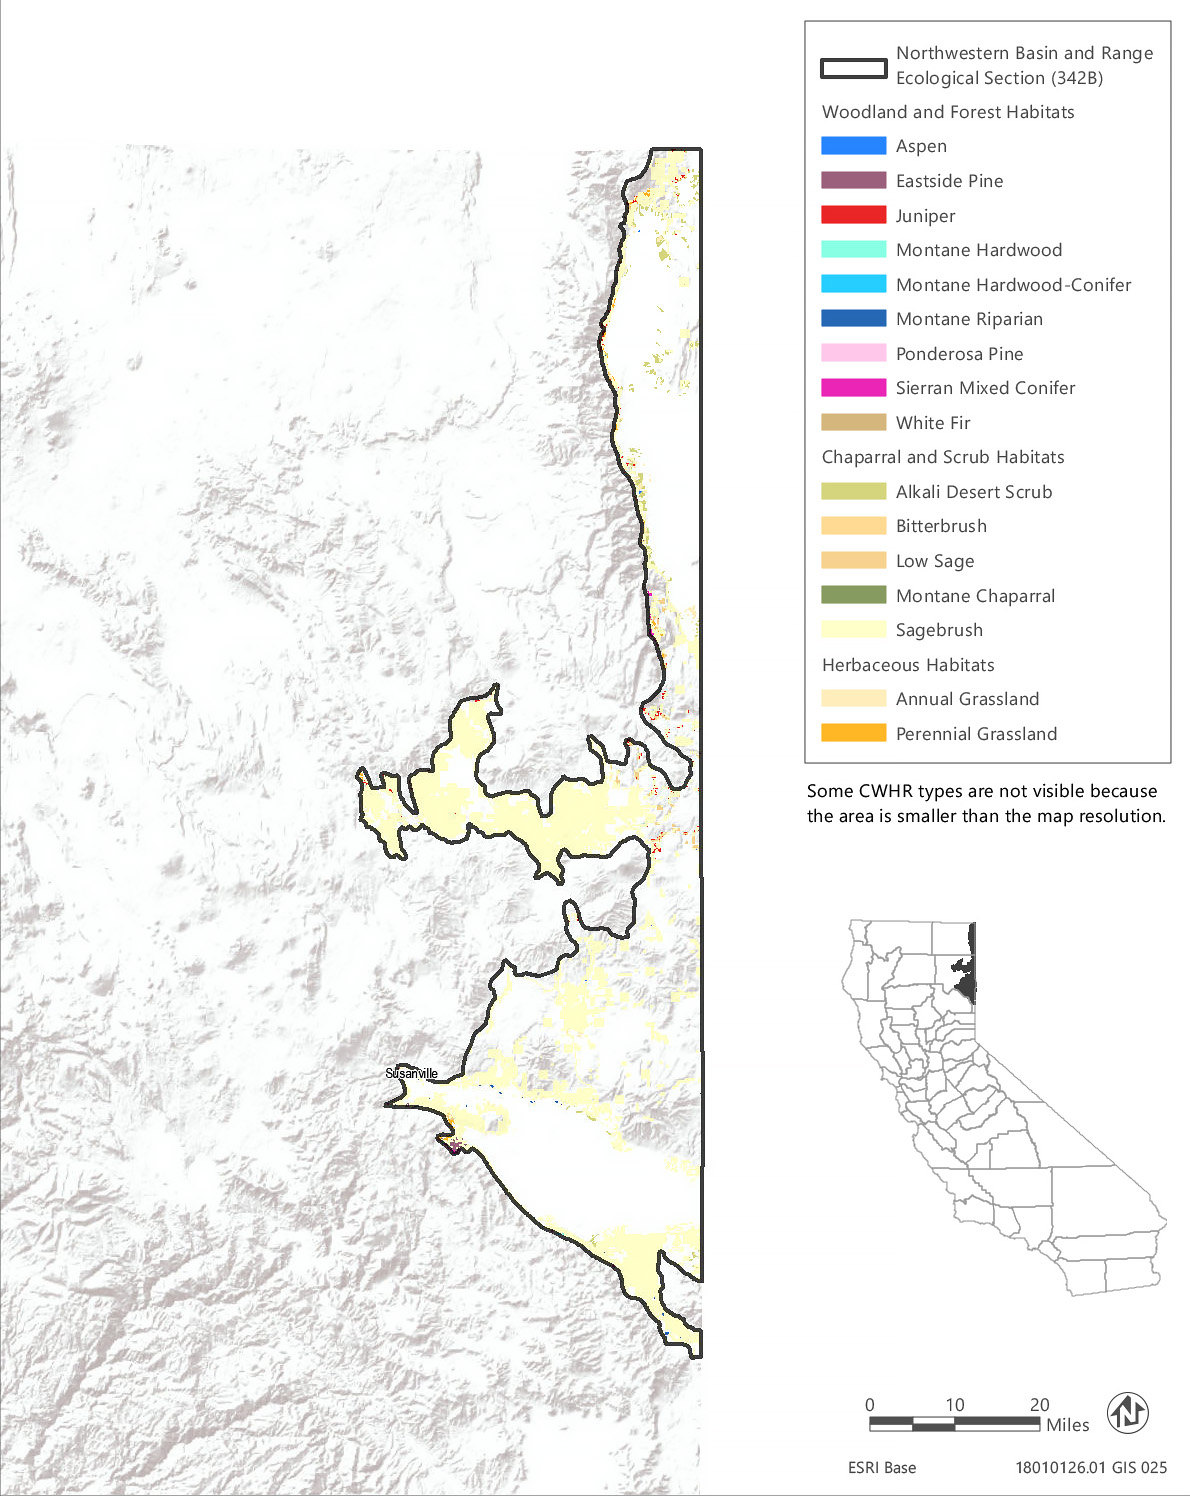 Northwestern Basin and Range
Ecological Section (342B)
Woodland and Forest Habitats
Aspen
Eastside Pine
Juniper
Montane Hardwood
Montane Hardwood-Conifer
Montane Riparian
Ponderosa Pine
Sierran Mixed Conifer
White Fir
Chaparral and Scrub Habitats
Alkali Desert Scrub
Bitterbrush
Low Sage
Montane Chaparral
Sagebrush
Herbaceous Habitats
Annual Grassland
Perennial Grassland
Some CWHR types are not visible because
the area is smaller than the map resolution.
Susanville
0 10 20
Miles
N
ESRI Base 18010126.01 GIS 025